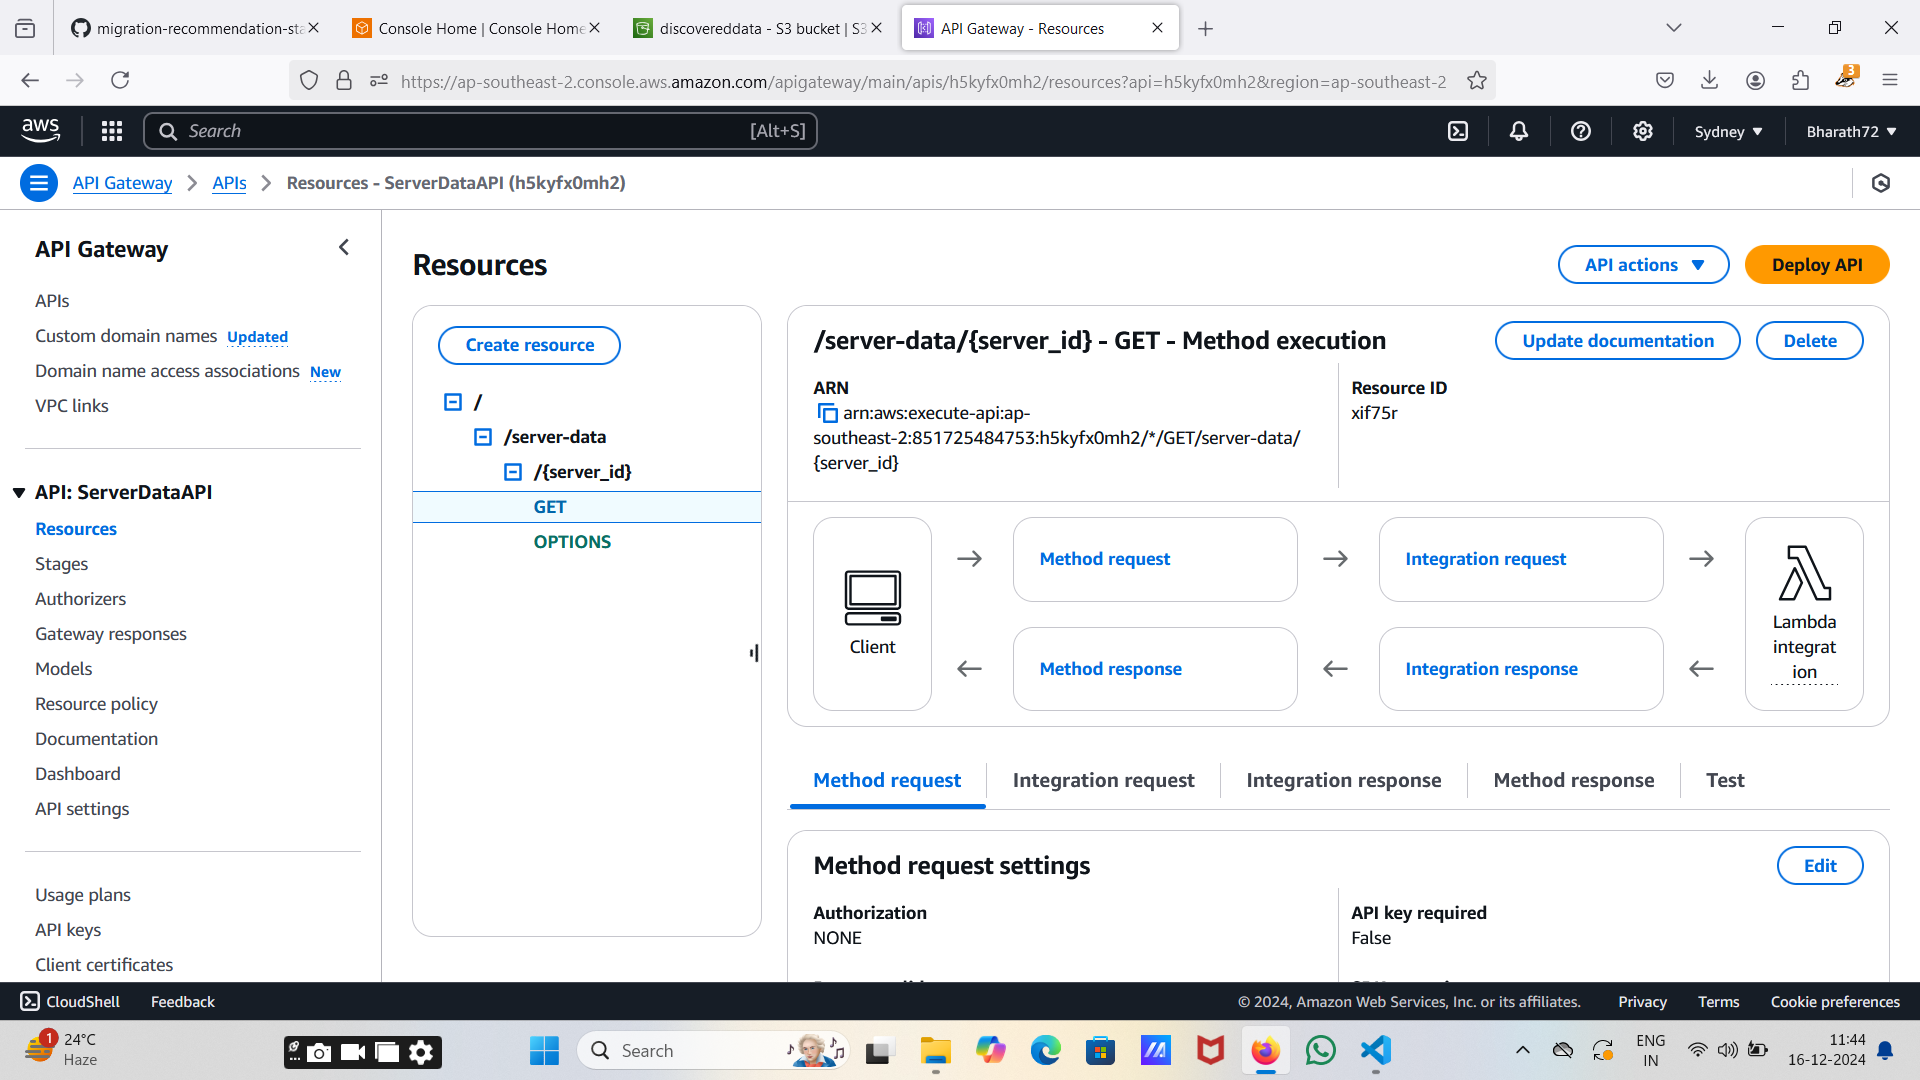 migration-recommendation-sta
Console Home | Console Home
discovereddata - S3 bucket | S3
API Gateway - Resources
https://ap-southeast-2.console.aws.amazon.com/apigateway/main/apis/h5kyfx0mh2/resources?api=h5kyfx0mh2&region=ap-southeast-2
3
aws
Search
[Alt+S]
Sydney
Bharath72
API Gateway
APIs
Resources - ServerDataAPI (h5kyfx0mh2)
API Gateway
APIs
Custom domain names Updated
Domain name access associations New
VPC links
API: ServerDataAPI
Resources
Stages
Authorizers
Gateway responses
Models
Resource policy
Documentation
Dashboard
API settings
Usage plans
API keys
Client certificates
Resources
API actions
Deploy API
Create resource
/
/server-data
/{server_id}
GET
OPTIONS
/server-data/{server_id} - GET - Method execution
Update documentation
Delete
ARN
arn:aws:execute-api:ap-
southeast-2:851725484753:h5kyfx0mh2/*/GET/server-data/
{server_id}
Resource ID
xif75r
Client
Method request
Integration request
Method response
Integration response
Lambda
integrat
ion
Method request
Integration request
Integration response
Method response
Test
Method request settings
Edit
Authorization
NONE
API key required
False
CloudShell
Feedback
© 2024, Amazon Web Services, Inc. or its affiliates.
Privacy
Terms
Cookie preferences
1
24°C
Haze
Search
ENG
IN
11:44
16-12-2024